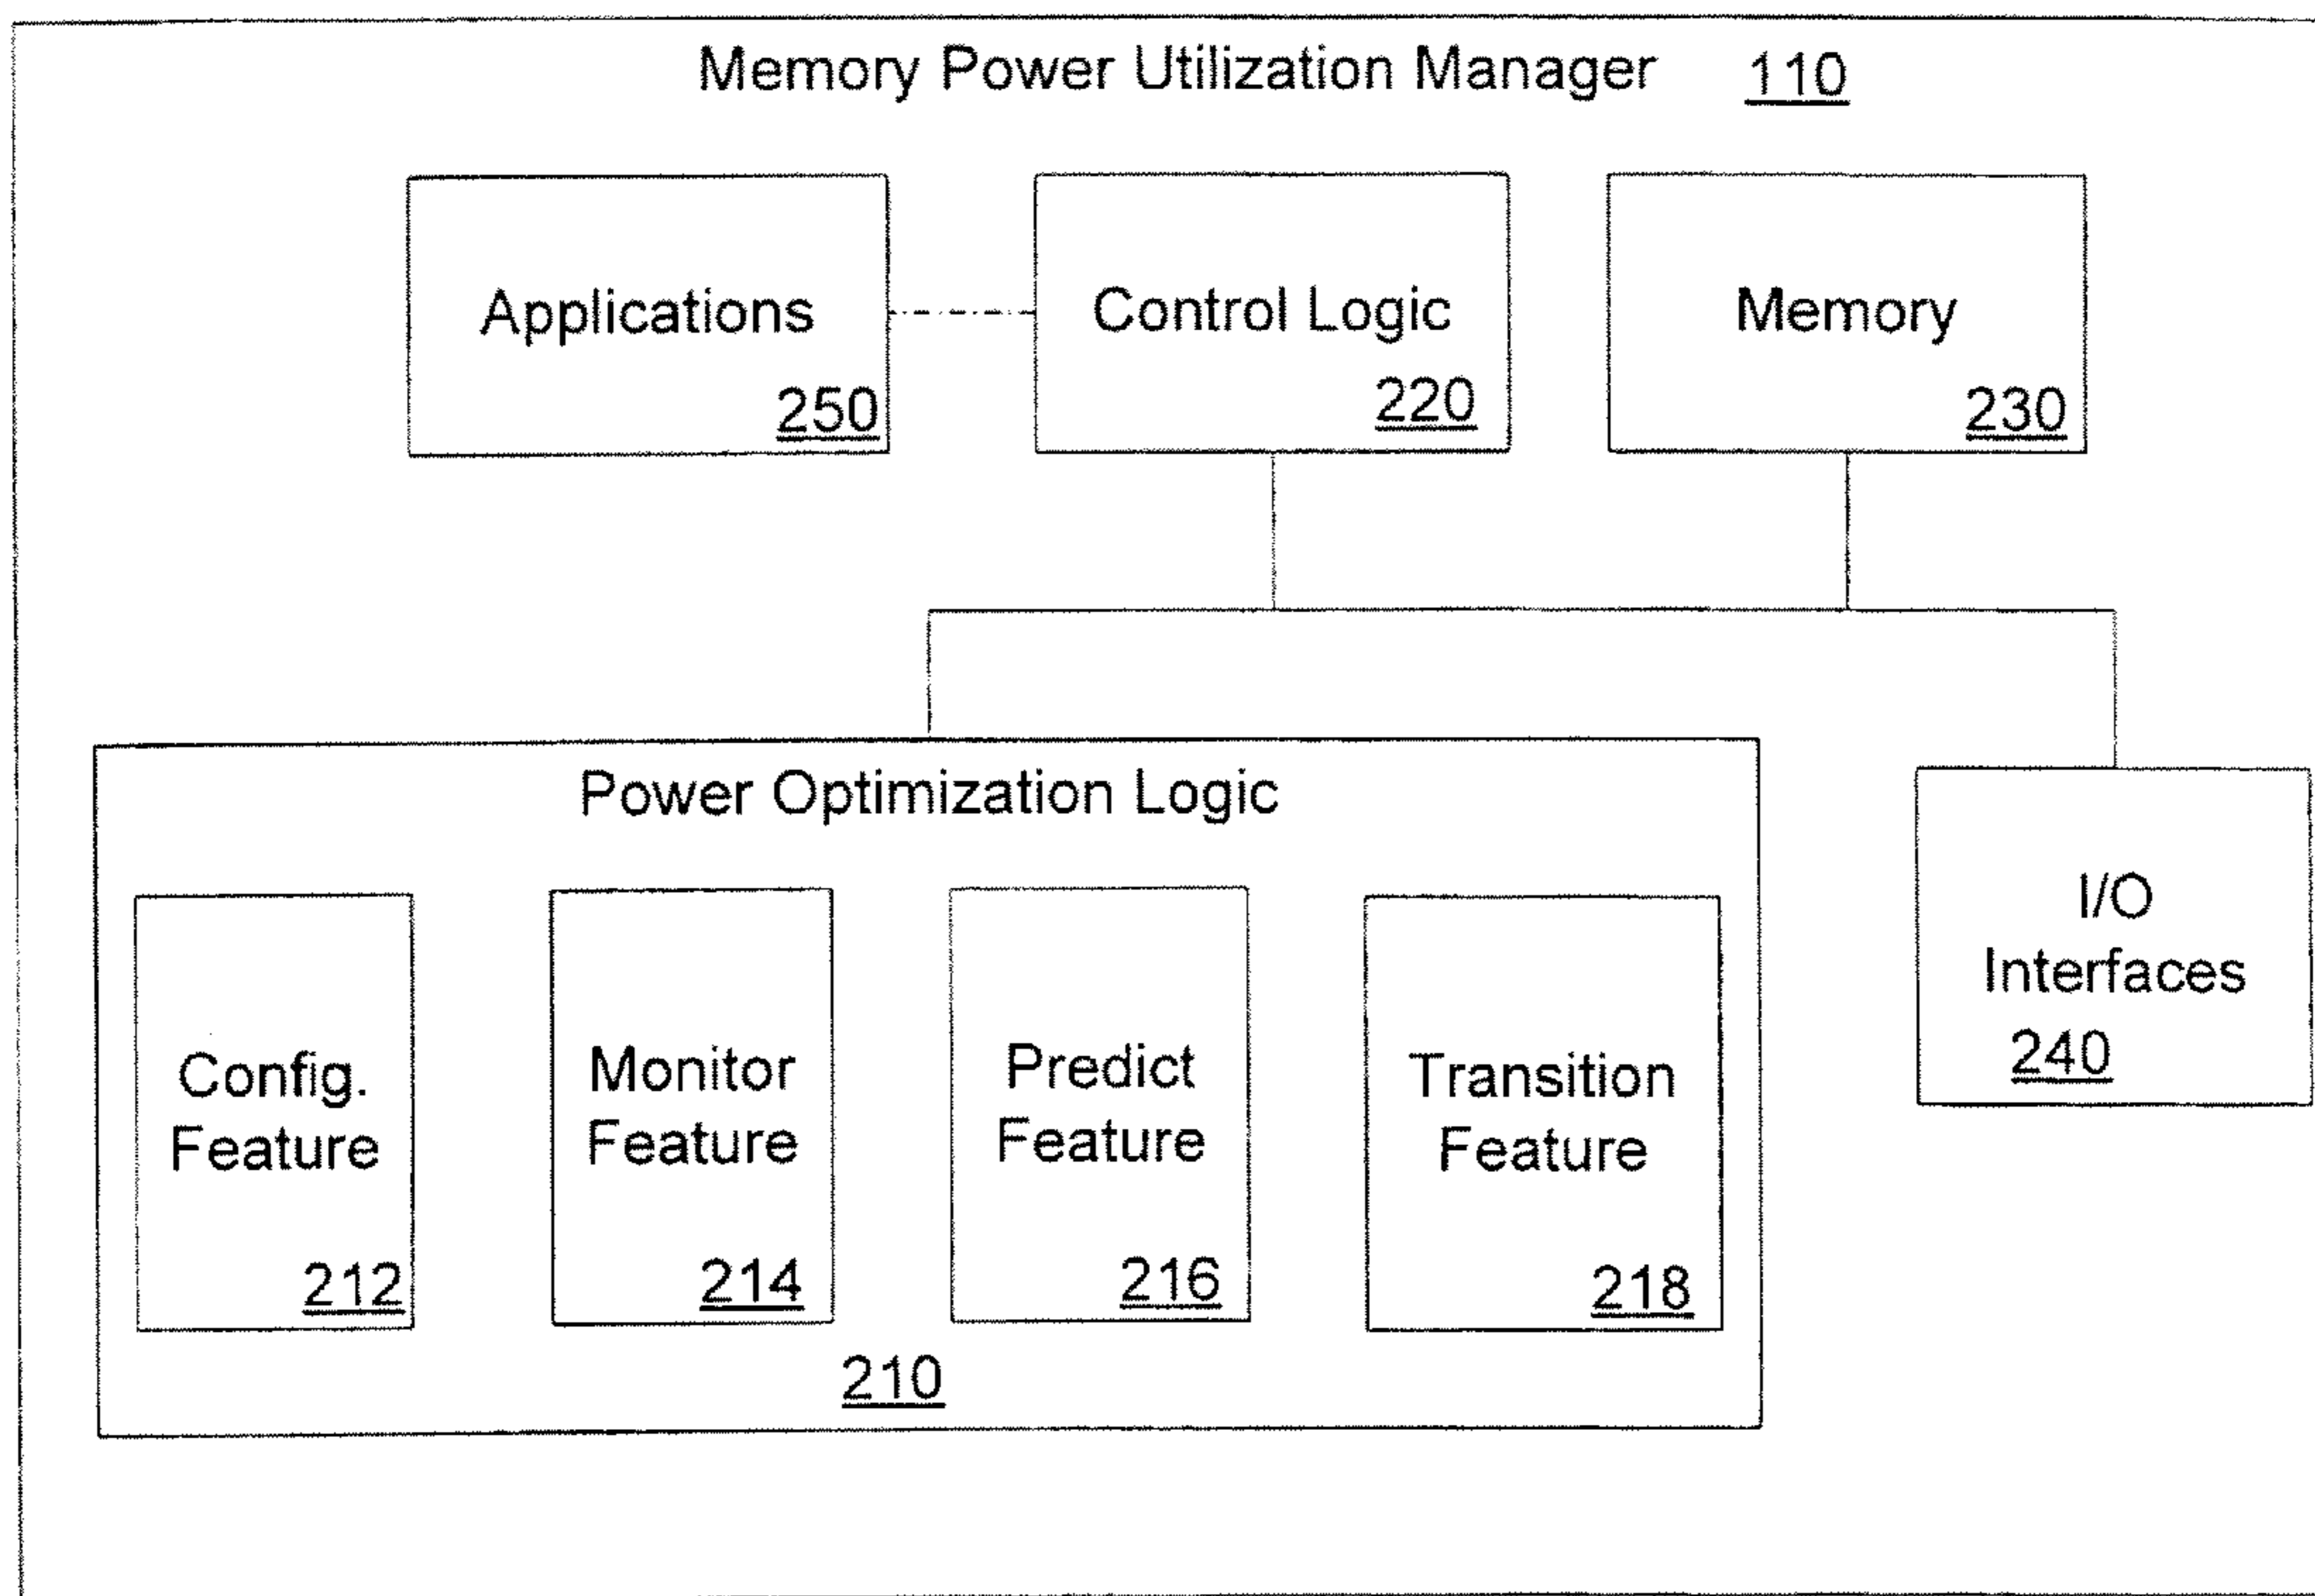 Memory Power Utilization Manager 110
Applications
250
Control Logic
220
Memory
230
Power Optimization Logic
Config.
Feature
212
Monitor
Feature
214
Predict
Feature
216
Transition
Feature
218
210
I/O
Interfaces
240